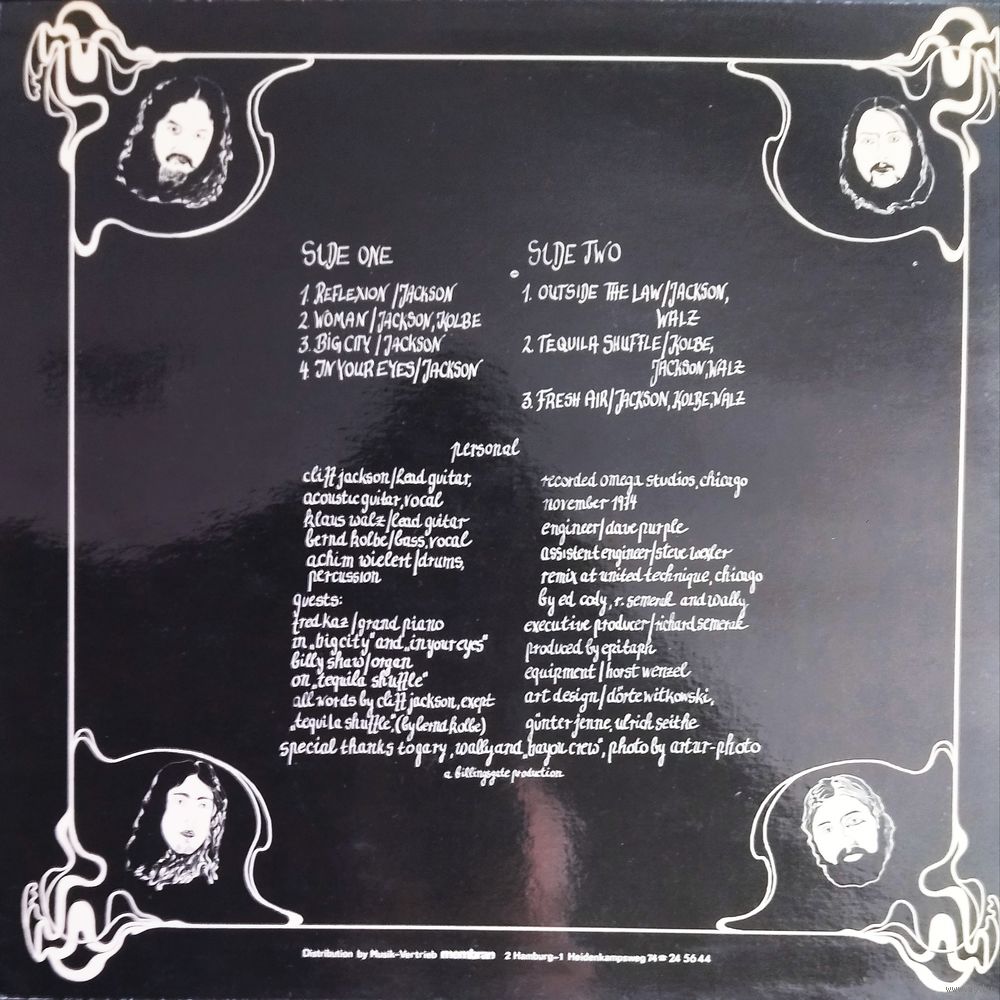 SIDE ONE
1. REFLEXION / JACKSON
2. WOMAN / JACKSON, KOLBE
3. BIG CITY / JACKSON
4. IN YOUR EYES / JACKSON
SIDE TWO
1. OUTSIDE THE LAW / JACKSON,
WALZ
2. TEQUILA SHUFFLE / KOLBE,
JACKSON, WALZ
3. FRESH AIR / JACKSON, KOLBE, WALZ
personal
cliff jackson / lead guitar,
acoustic guitar, vocal
klaus walz / lead guitar
bernd kolbe / bass, vocal
achim wielert / drums,
percussion
guests:
fred kaz / grand piano
in „big city“ and „in your eyes“
billy shaw / organ
on „tequila shuffle“
all words by cliff jackson, exept
„tequila shuffle“, (by bernd kolbe)
recorded omega studios, chicago
november 1974
engineer / dave purple
assistent engineer / steve wexler
remix at united technique, chicago
by ed cody, r. semerak and wally
executive producer / richard semerak
produced by epitaph
equipment / horst wenzel
art design / dörte witkowski,
günter jenne, ulrich seithe
special thanks to gary, wally and „bayou crew“, photo by artur-photo
a billingsgate production
Distribution by Musik-Vertrieb membran 2 Hamburg-1 Heidenkampsweg 74 ☎ 24 56 44